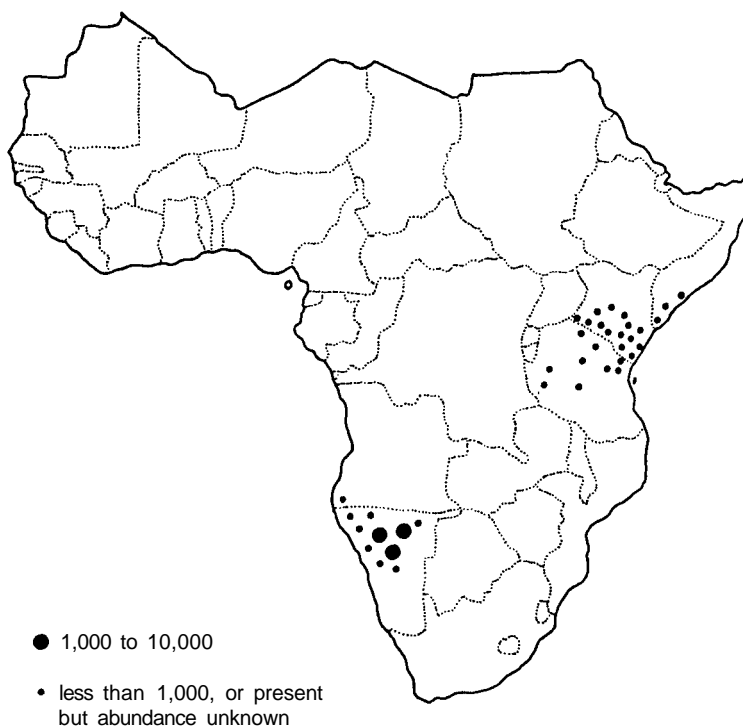 1,000 to 10,000
less than 1,000, or present
but abundance unknown